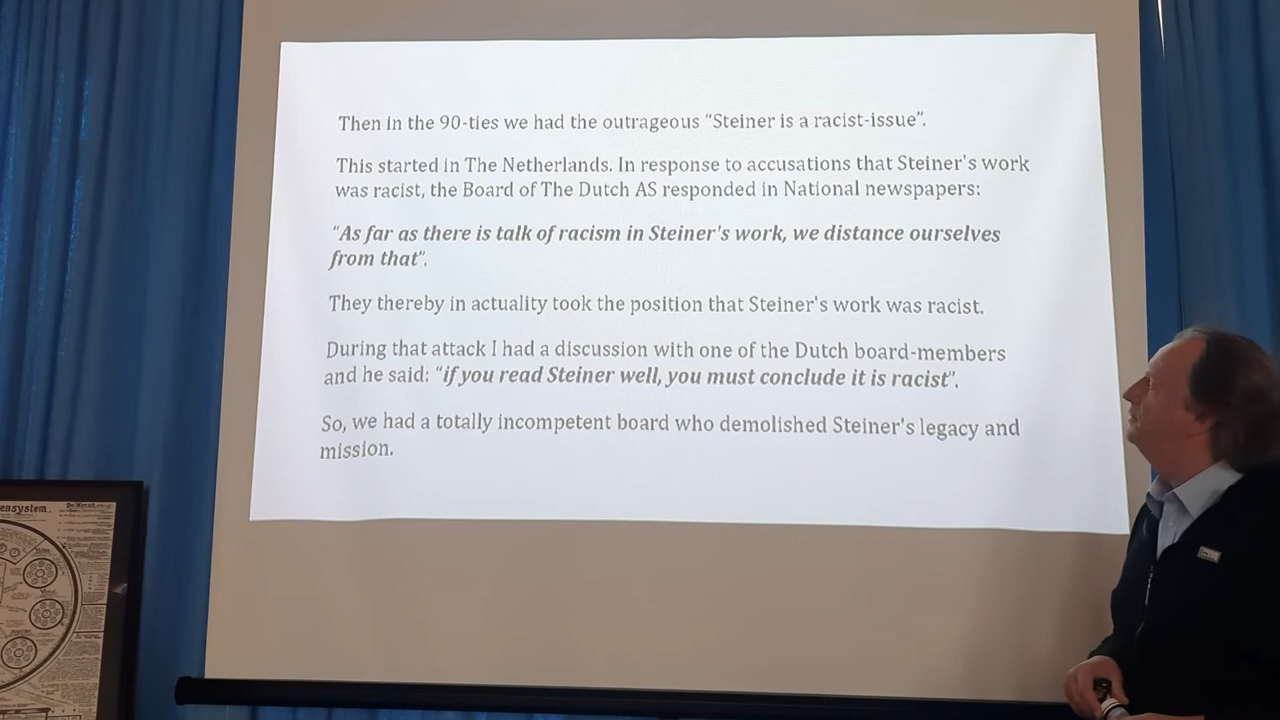 Then in the 90-ties we had the outrageous “Steiner is a racist-issue”.
This started in The Netherlands. In response to accusations that Steiner's work
was racist, the Board of The Dutch AS responded in National newspapers:
“As far as there is talk of racism in Steiner's work, we distance ourselves
from that”.
They thereby in actuality took the position that Steiner's work was racist.
During that attack I had a discussion with one of the Dutch board-members
and he said: “if you read Steiner well, you must conclude it is racist”.
So, we had a totally incompetent board who demolished Steiner's legacy and
mission.
ensystem.